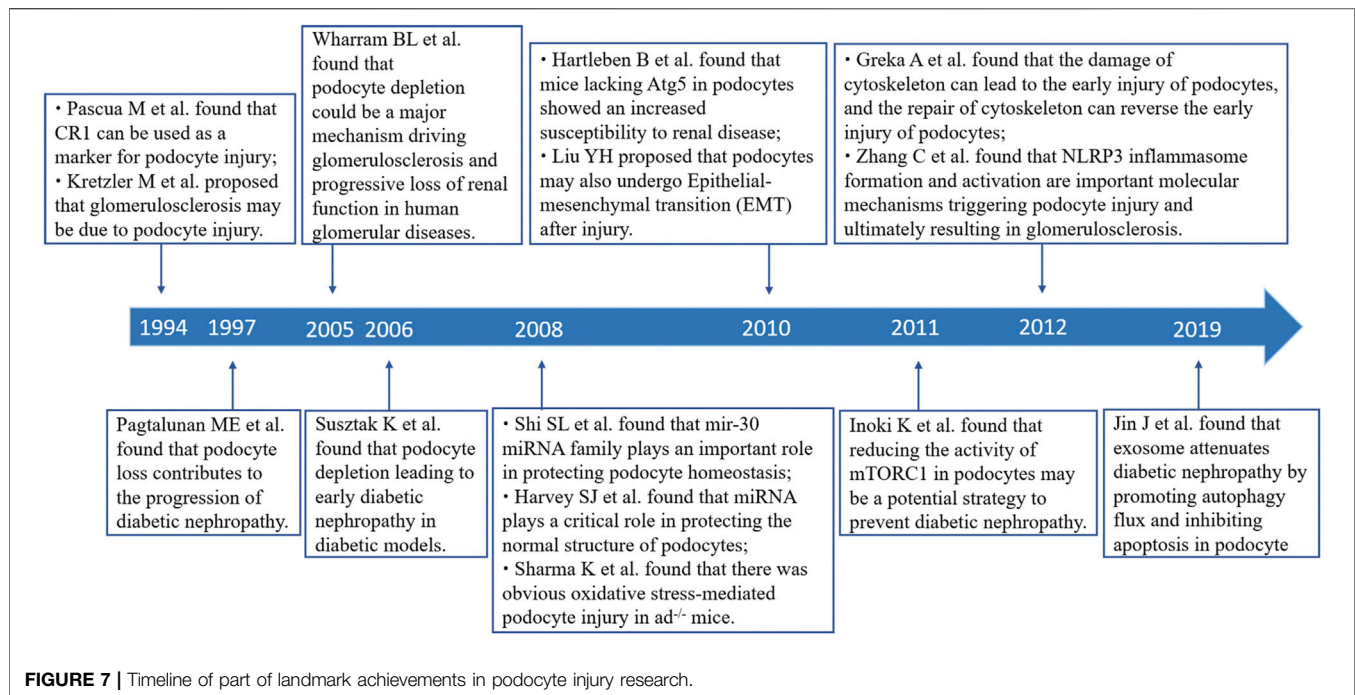 • Pascua M et al. found that
CR1 can be used as a
marker for podocyte injury;
• Kretzler M et al. proposed
that glomerulosclerosis may
be due to podocyte injury.
Wharram BL et al.
found that
podocyte depletion
could be a major
mechanism driving
glomerulosclerosis and
progressive loss of renal
function in human
glomerular diseases.
• Hartleben B et al. found that
mice lacking Atg5 in podocytes
showed an increased
susceptibility to renal disease;
• Liu YH proposed that podocytes
may also undergo Epithelial-
mesenchymal transition (EMT)
after injury.
• Greka A et al. found that the damage of
cytoskeleton can lead to the early injury of podocytes,
and the repair of cytoskeleton can reverse the early
injury of podocytes;
• Zhang C et al. found that NLRP3 inflammasome
formation and activation are important molecular
mechanisms triggering podocyte injury and
ultimately resulting in glomerulosclerosis.
1994 1997 2005 2006 2008 2010 2011 2012 2019
Pagtalunan ME et al.
found that podocyte
loss contributes to
the progression of
diabetic nephropathy.
Susztak K et al.
found that podocyte
depletion leading to
early diabetic
nephropathy in
diabetic models.
• Shi SL et al. found that mir-30
miRNA family plays an important role
in protecting podocyte homeostasis;
• Harvey SJ et al. found that miRNA
plays a critical role in protecting the
normal structure of podocytes;
• Sharma K et al. found that there was
obvious oxidative stress-mediated
podocyte injury in ad-/- mice.
Inoki K et al. found that
reducing the activity of
mTORC1 in podocytes may
be a potential strategy to
prevent diabetic nephropathy.
Jin J et al. found that
exosome attenuates
diabetic nephropathy by
promoting autophagy
flux and inhibiting
apoptosis in podocyte
FIGURE 7 | Timeline of part of landmark achievements in podocyte injury research.